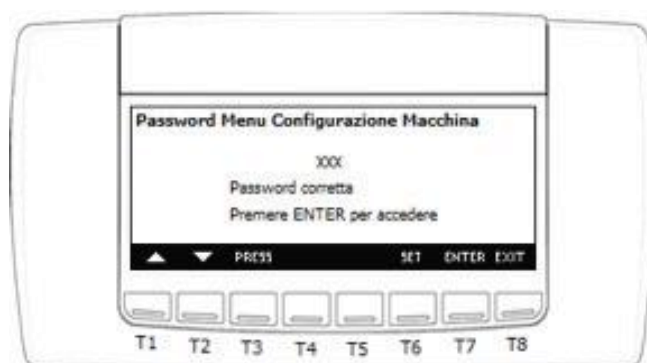 Password Menu Configurazione Macchina
XXX
Password corretta
Premere ENTER per accedere
PRESS SET ENTER EXIT
T1 T2 T3 T4 T5 T6 T7 T8